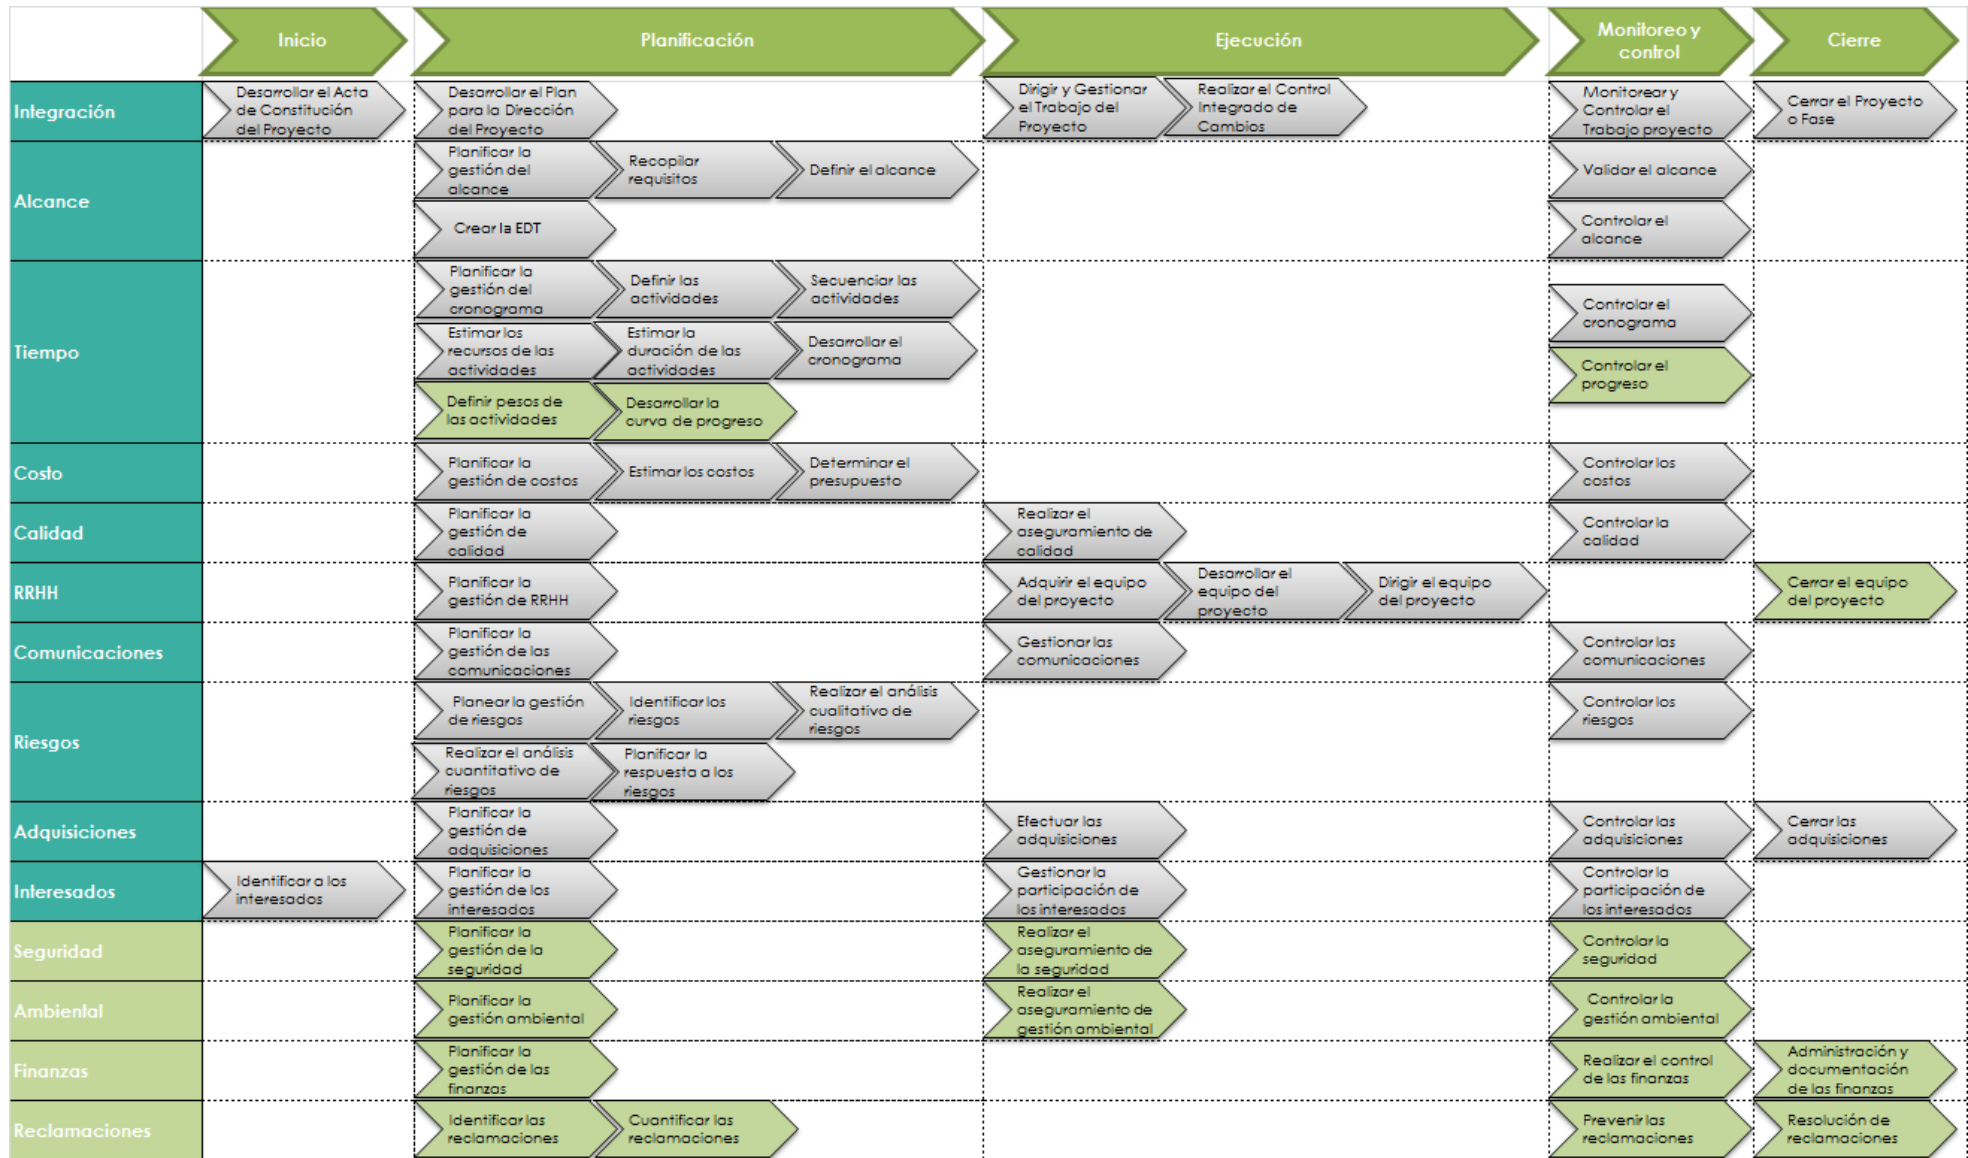 Inicio
Planificación
Ejecución
Monitoreo y
control
Cierre
Integración
Desarrollar el Acta
de Constitución
del Proyecto
Desarrollar el Plan
para la Dirección
del Proyecto
Dirigir y Gestionar
el Trabajo del
Proyecto
Realizar el Control
Integrado de
Cambios
Monitorear y
Controlar el
Trabajo proyecto
Cerrar el Proyecto
o Fase
Alcance
Planificar la
gestión del
alcance
Recopilar
requisitos
Definir el alcance
Validar el alcance
Crear la EDT
Controlar el
alcance
Tiempo
Planificar la
gestión del
cronograma
Definir las
actividades
Secuenciar las
actividades
Controlar el
cronograma
Estimar los
recursos de las
actividades
Estimar la
duración de las
actividades
Desarrollar el
cronograma
Controlar el
progreso
Definir pesos de
las actividades
Desarrollar la
curva de progreso
Costo
Planificar la
gestión de costos
Estimar los costos
Determinar el
presupuesto
Controlar los
costos
Calidad
Planificar la
gestión de
calidad
Realizar el
aseguramiento de
calidad
Controlar la
calidad
RRHH
Planificar la
gestión de RRHH
Adquirir el equipo
del proyecto
Desarrollar el
equipo del
proyecto
Dirigir el equipo
del proyecto
Cerrar el equipo
del proyecto
Comunicaciones
Planificar la
gestión de las
comunicaciones
Gestionar las
comunicaciones
Controlar las
comunicaciones
Riesgos
Planear la gestión
de riesgos
Identificar los
riesgos
Realizar el análisis
cualitativo de
riesgos
Controlar los
riesgos
Realizar el análisis
cuantitativo de
riesgos
Planificar la
respuesta a los
riesgos
Adquisiciones
Planificar la
gestión de
adquisiciones
Efectuar las
adquisiciones
Controlar las
adquisiciones
Cerrar las
adquisiciones
Interesados
Identificar a los
interesados
Planificar la
gestión de los
interesados
Gestionar la
participación de
los interesados
Controlar la
participación de
los interesados
Seguridad
Planificar la
gestión de la
seguridad
Realizar el
aseguramiento de
la seguridad
Controlar la
seguridad
Ambiental
Planificar la
gestión ambiental
Realizar el
aseguramiento de
gestión ambiental
Controlar la
gestión ambiental
Finanzas
Planificar la
gestión de las
finanzas
Realizar el control
de las finanzas
Administración y
documentación
de las finanzas
Reclamaciones
Identificar las
reclamaciones
Cuantificar las
reclamaciones
Prevenir las
reclamaciones
Resolución de
reclamaciones